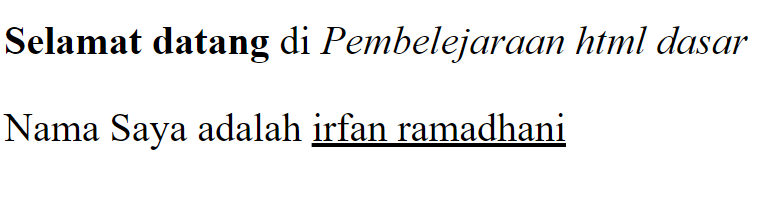 Selamat datang di Pembelejaraan html dasar
Nama Saya adalah irfan ramadhani